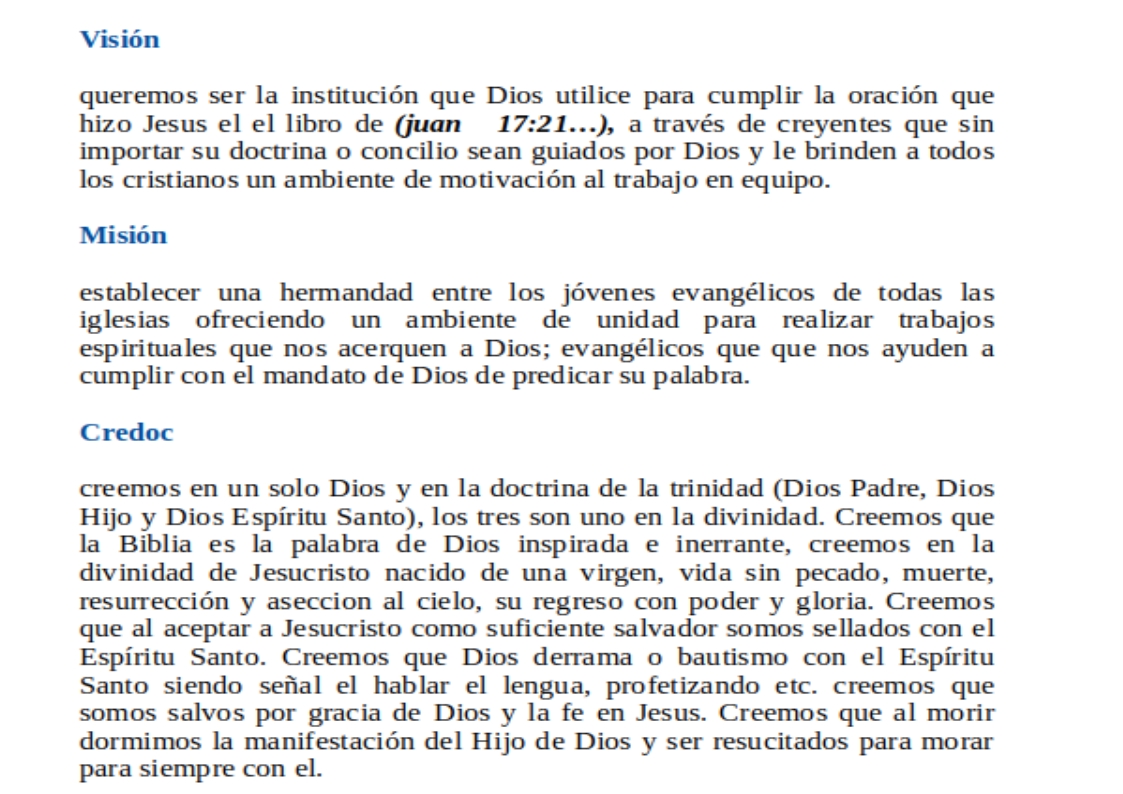 Visión
queremos ser la institución que Dios utilice para cumplir la oración que
hizo Jesus el el libro de (juan 17:21...), a través de creyentes que sin
importar su doctrina o concilio sean guiados por Dios y le brinden a todos
los cristianos un ambiente de motivación al trabajo en equipo.
Misión
establecer una hermandad entre los jóvenes evangélicos de todas las
iglesias ofreciendo un ambiente de unidad para realizar trabajos
espirituales que nos acerquen a Dios; evangélicos que que nos ayuden a
cumplir con el mandato de Dios de predicar su palabra.
Credoc
creemos en un solo Dios y en la doctrina de la trinidad (Dios Padre, Dios
Hijo y Dios Espíritu Santo), los tres son uno en la divinidad. Creemos que
la Biblia es la palabra de Dios inspirada e inerrante, creemos en la
divinidad de Jesucristo nacido de una virgen, vida sin pecado, muerte,
resurrección y aseccion al cielo, su regreso con poder y gloria. Creemos
que al aceptar a Jesucristo como suficiente salvador somos sellados con el
Espíritu Santo. Creemos que Dios derrama o bautismo con el Espíritu
Santo siendo señal el hablar el lengua, profetizando etc. creemos que
somos salvos por gracia de Dios y la fe en Jesus. Creemos que al morir
dormimos la manifestación del Hijo de Dios y ser resucitados para morar
para siempre con el.